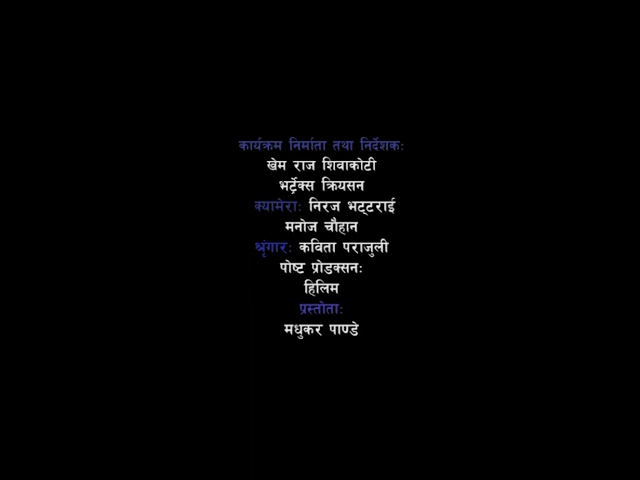 कार्यक्रम निर्माता तथा निर्देशकः
खेम राज शिवाकोटी
भर्ट्रेक्स क्रियसन
क्यामेराः निरज भट्टराई
मनोज चौहान
श्रृंगारः कविता पराजुली
पोष्ट प्रोडक्सनः
हिलिम
प्रस्तोताः
मधुकर पाण्डे